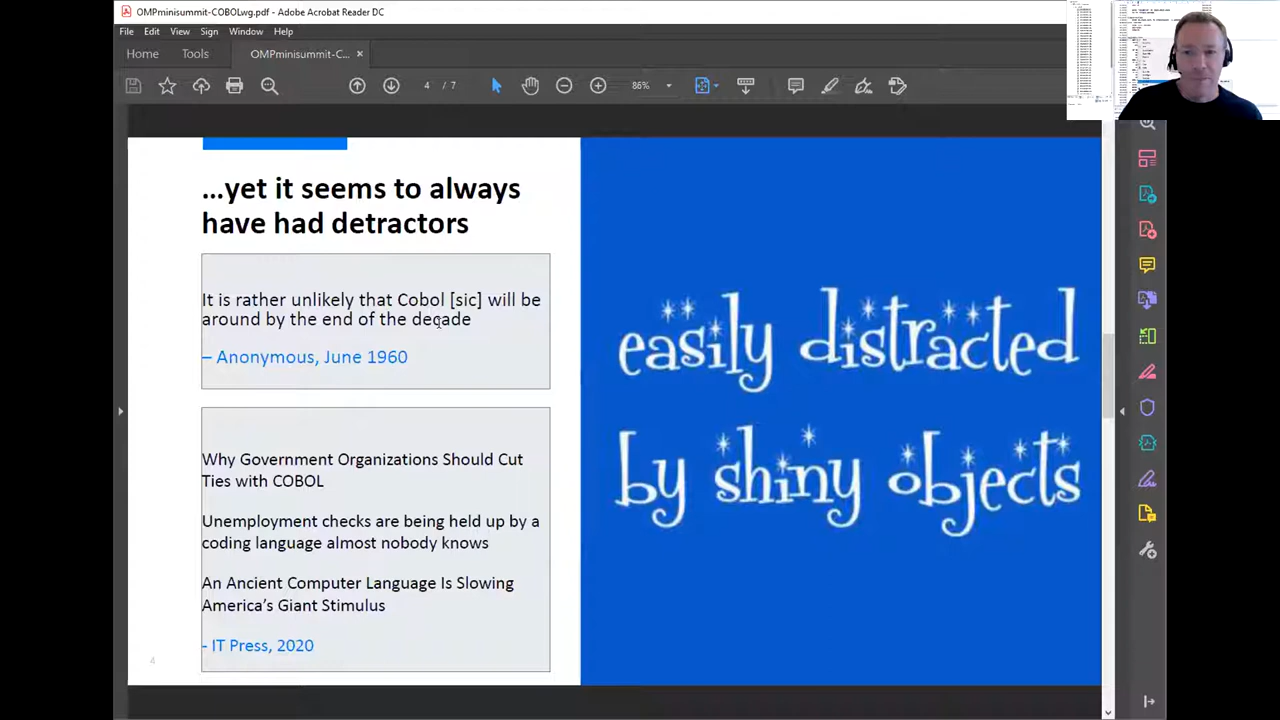 OMPminisummit-COBOLwg.pdf - Adobe Acrobat Reader DC
File Edit View Sign Window Help
Home Tools OMPminisummit-C... ×
86%
...yet it seems to always
have had detractors
It is rather unlikely that Cobol [sic] will be
around by the end of the decade
– Anonymous, June 1960
Why Government Organizations Should Cut
Ties with COBOL
Unemployment checks are being held up by a
coding language almost nobody knows
An Ancient Computer Language Is Slowing
America's Giant Stimulus
- IT Press, 2020
4
easily distracted
by shiny objects